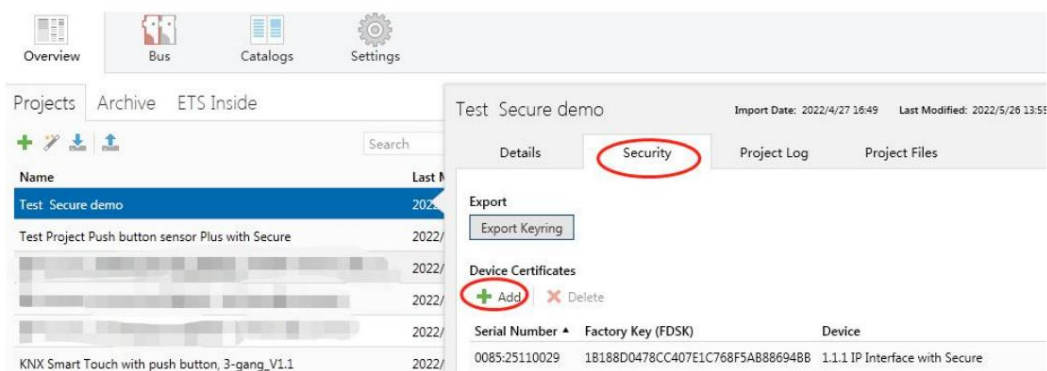 Overview Bus Catalogs Settings
Projects Archive ETS Inside
Search
Name Last
Test Secure demo 202
Test Project Push button sensor Plus with Secure 2022/
2022/
2022/
2022/
KNX Smart Touch with push button, 3-gang_V1.1 2022/
Test Secure demo Import Date: 2022/4/27 16:49 Last Modified: 2022/5/26 13:55
Details Security Project Log Project Files
Export
Export Keyring
Device Certificates
Add Delete
Serial Number Factory Key (FDSK) Device
0085:25110029 1B188D0478CC407E1C768F5AB88694BB 1.1.1 IP Interface with Secure